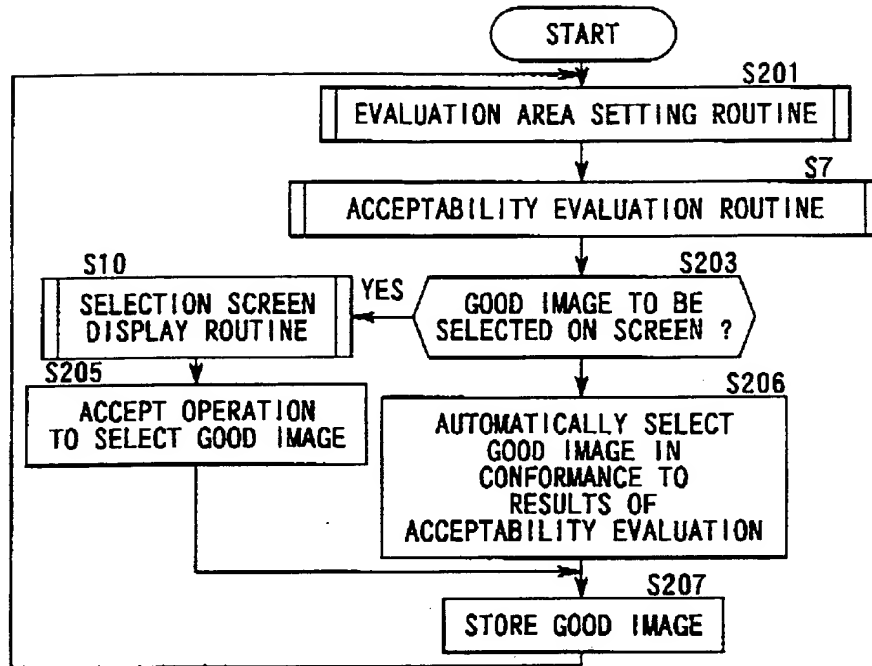 START
S201
EVALUATION AREA SETTING ROUTINE
S7
ACCEPTABILITY EVALUATION ROUTINE
S203
GOOD IMAGE TO BE
SELECTED ON SCREEN ?
YES
S10
SELECTION SCREEN
DISPLAY ROUTINE
S205
ACCEPT OPERATION
TO SELECT GOOD IMAGE
S206
AUTOMATICALLY SELECT
GOOD IMAGE IN
CONFORMANCE TO
RESULTS OF
ACCEPTABILITY EVALUATION
S207
STORE GOOD IMAGE